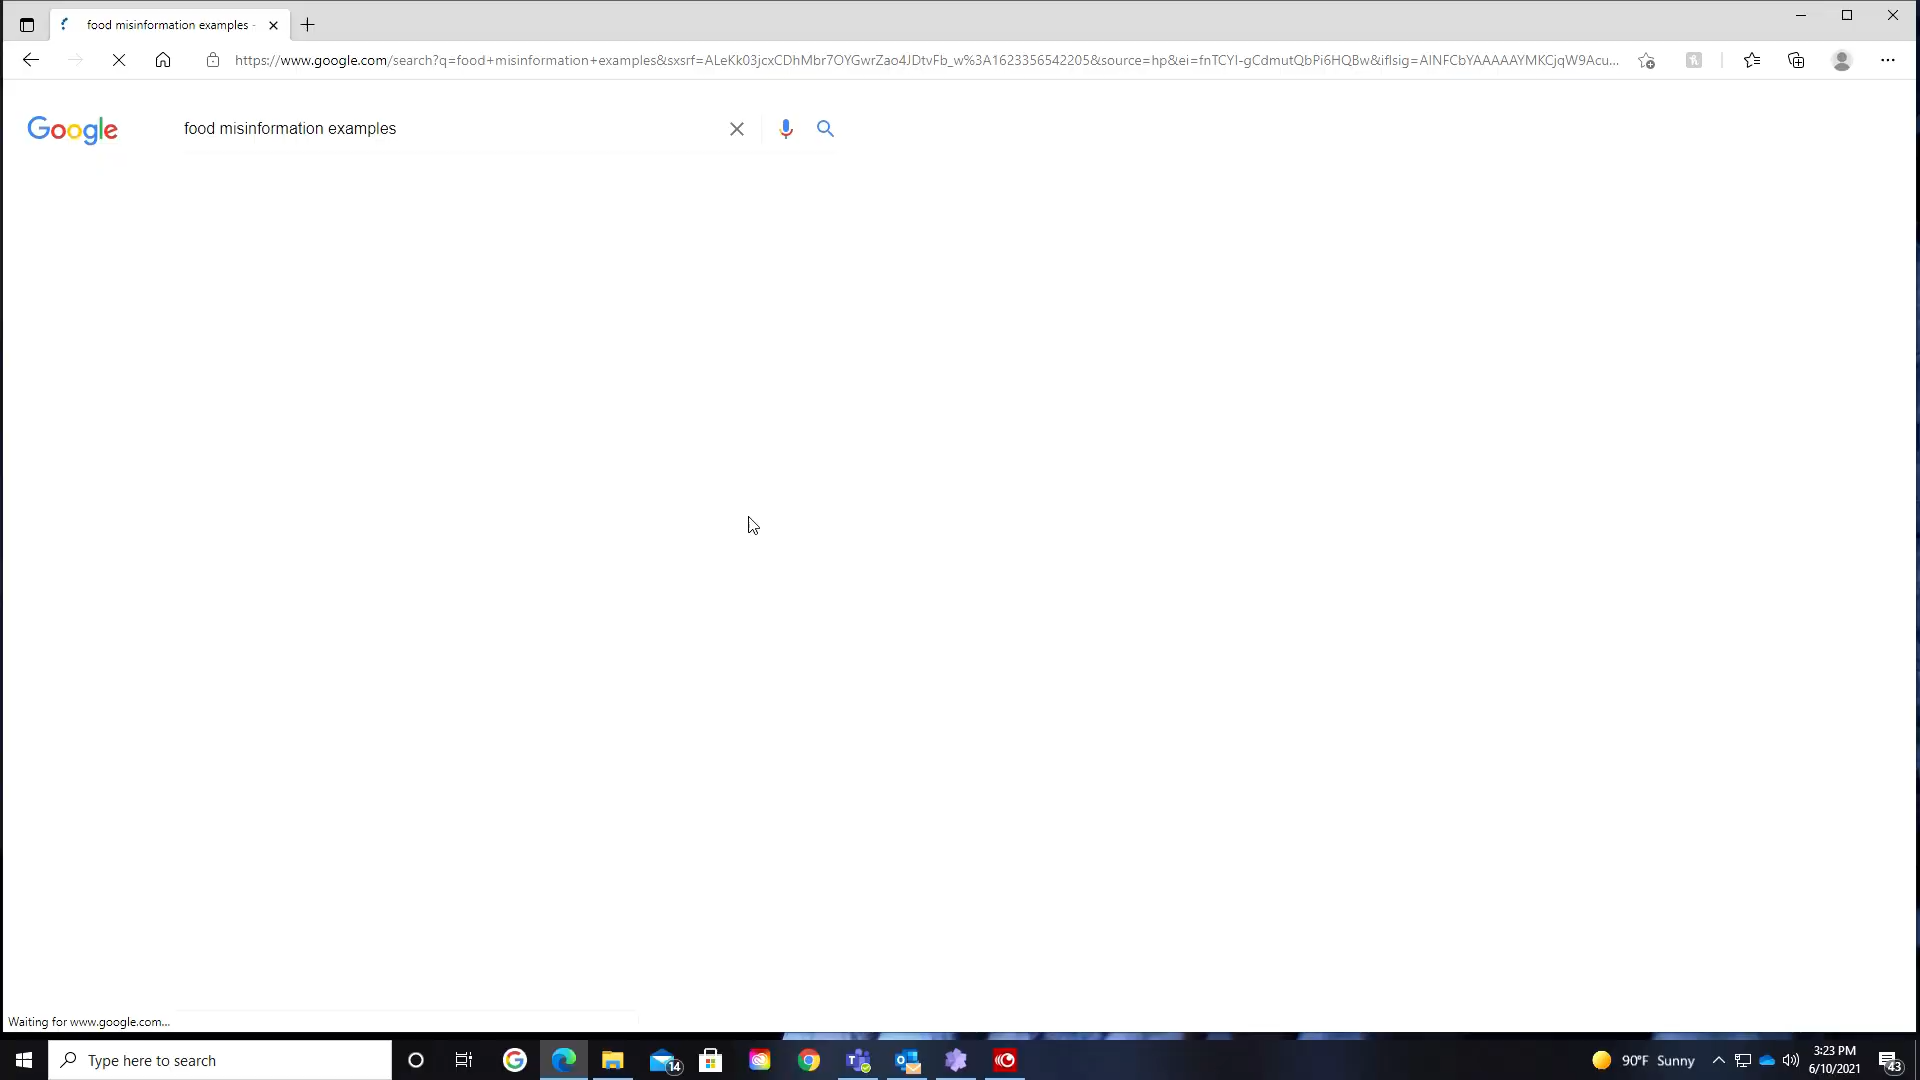 food misinformation examples -
https://www.google.com/search?q=food+misinformation+examples&sxsrf=ALeKk03jcxCDhMbr7OYGwrZao4JDtvFb_w%3A1623356542205&source=hp&ei=fnTCYI-gCdmutQbPi6HQBw&iflsig=AINFCbYAAAAAYMKCjqW9Acu...
Google
food misinformation examples
Waiting for www.google.com...
Type here to search
14
90°F Sunny
3:23 PM
6/10/2021
43